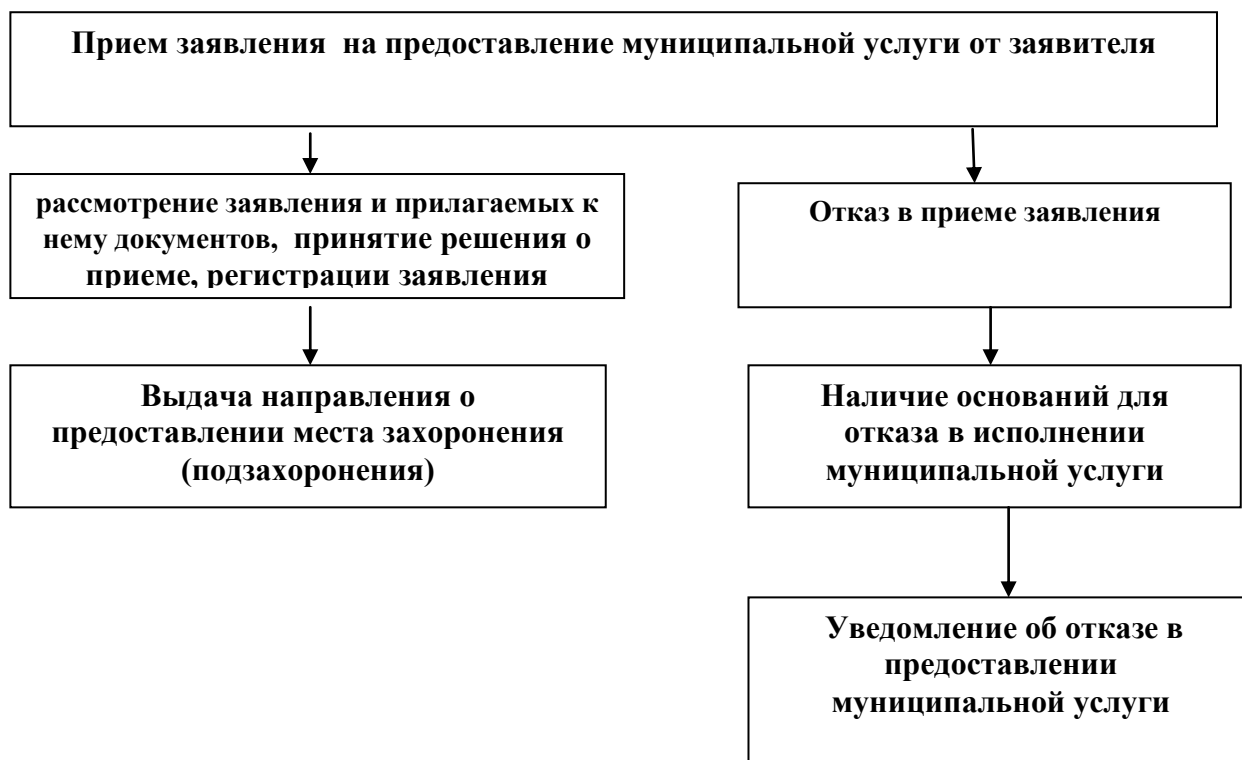 Прием заявления на предоставление муниципальной услуги от заявителя
рассмотрение заявления и прилагаемых к
нему документов, принятие решения о
приеме, регистрации заявления
Отказ в приеме заявления
Выдача направления о
предоставлении места захоронения
(подзахоронения)
Наличие оснований для
отказа в исполнении
муниципальной услуги
Уведомление об отказе в
предоставлении
муниципальной услуги